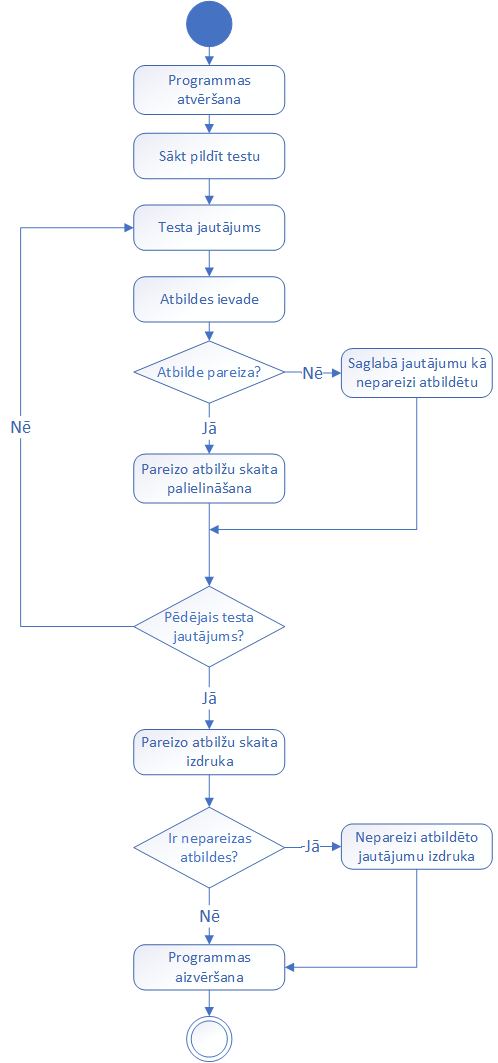 Programmas
atvēršana
Sākt pildīt testu
Testa jautājums
Atbildes ievade
Atbilde pareiza?
Nē
Saglabā jautājumu kā
nepareizi atbildētu
Nē
Jā
Pareizo atbilžu skaita
palielināšana
Pēdējais testa
jautājums?
Jā
Pareizo atbilžu skaita
izdruka
Ir nepareizas
atbildes?
Jā
Nepareizi atbildēto
jautājumu izdruka
Nē
Programmas
aizvēršana